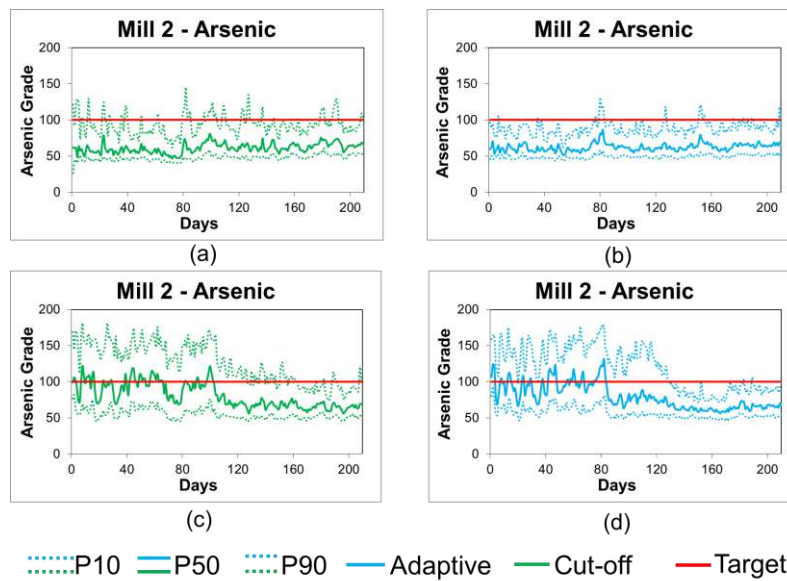 Mill 2 - Arsenic
Arsenic Grade
200
150
100
50
0
0 40 80 120 160 200
Days
(a)
Mill 2 - Arsenic
Arsenic Grade
200
150
100
50
0
0 40 80 120 160 200
Days
(b)
Mill 2 - Arsenic
Arsenic Grade
200
150
100
50
0
0 40 80 120 160 200
Days
(c)
Mill 2 - Arsenic
Arsenic Grade
200
150
100
50
0
0 40 80 120 160 200
Days
(d)
P10 P50 P90 Adaptive Cut-off Target